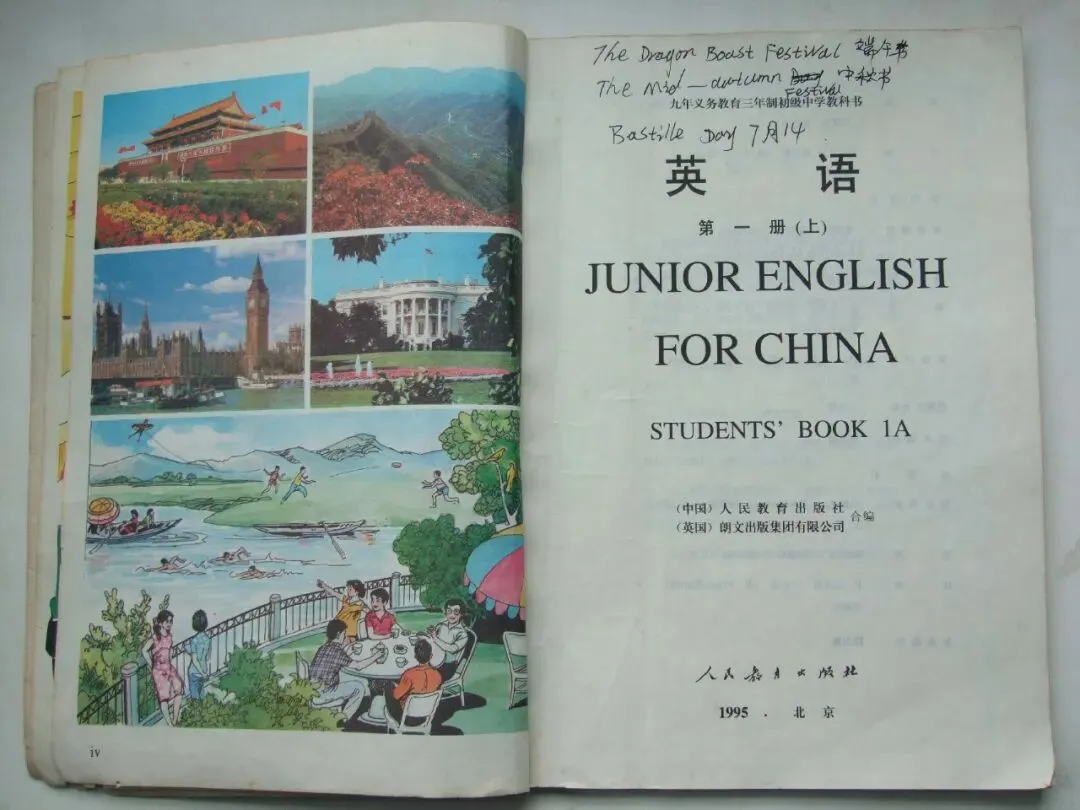 iv
The Dragon Boast Festival 端午节
The Mid-autumn Festival 中秋节
九年义务教育三年制初级中学教科书
Bastille Day 7月14
英 语
第一册(上)
JUNIOR ENGLISH
FOR CHINA
STUDENTS' BOOK 1A
(中国) 人民教育出版社
(英国) 朗文出版集团有限公司 合编
人民教育出版社
1995 . 北京